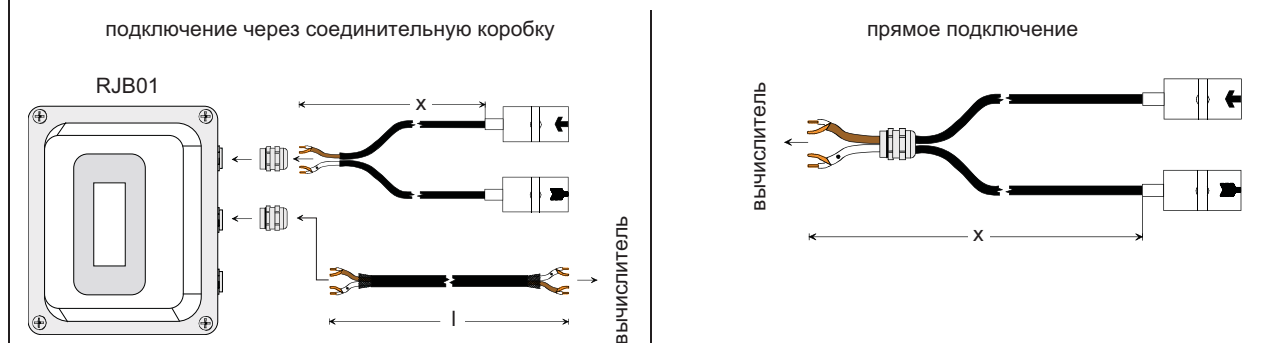 подключение через соединительную коробку
RJB01
x
l
вычислитель
прямое подключение
вычислитель
x